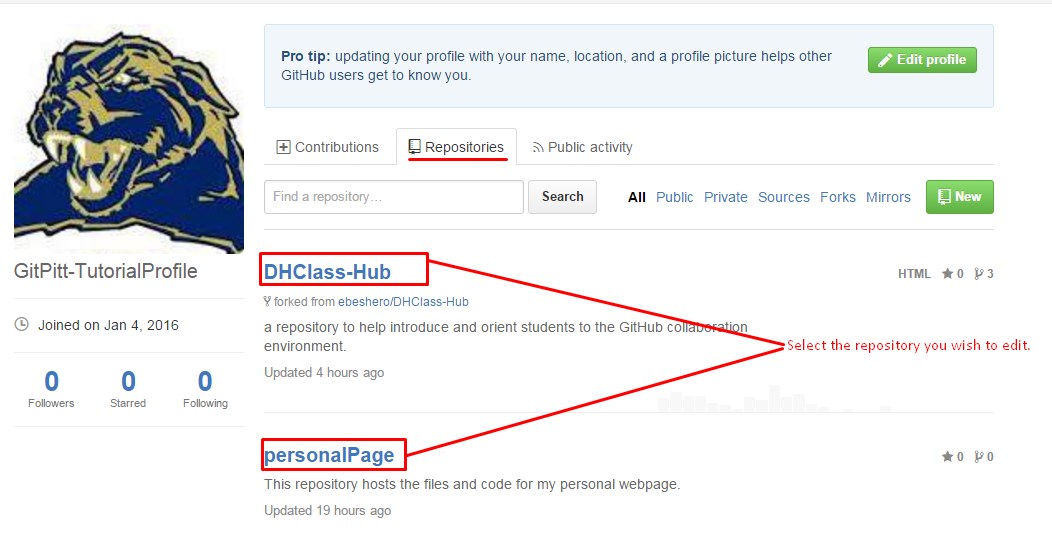 Pro tip: updating your profile with your name, location, and a profile picture helps other
GitHub users get to know you.
Edit profile
Contributions
Repositories
Public activity
Find a repository...
Search
All Public Private Sources Forks Mirrors
New
GitPitt-TutorialProfile
Joined on Jan 4, 2016
0 0 0
Followers Starred Following
DHClass-Hub
HTML 0 3
forked from ebeshero/DHClass-Hub
a repository to help introduce and orient students to the GitHub collaboration
environment.
Updated 4 hours ago
Select the repository you wish to edit.
personalPage
0 0
This repository hosts the files and code for my personal webpage.
Updated 19 hours ago